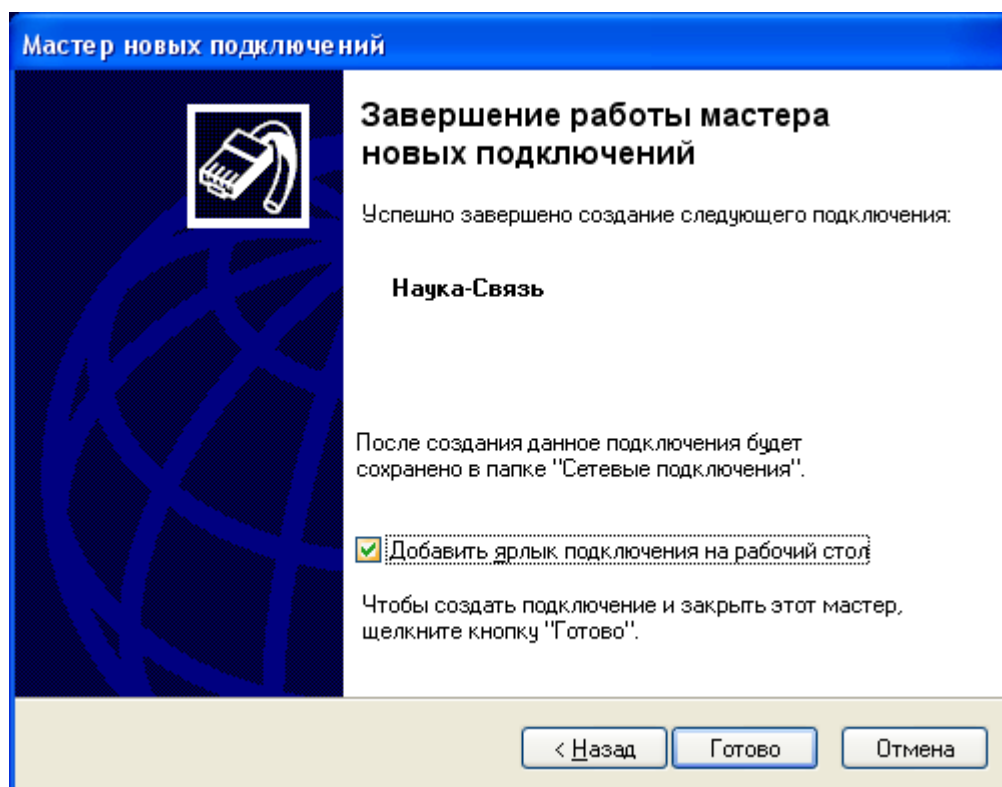 Мастер новых подключений
Завершение работы мастера
новых подключений
Успешно завершено создание следующего подключения:
Наука-Связь
После создания данное подключения будет
сохранено в папке "Сетевые подключения".
Добавить ярлык подключения на рабочий стол
Чтобы создать подключение и закрыть этот мастер,
щелкните кнопку "Готово".
< Назад Готово Отмена